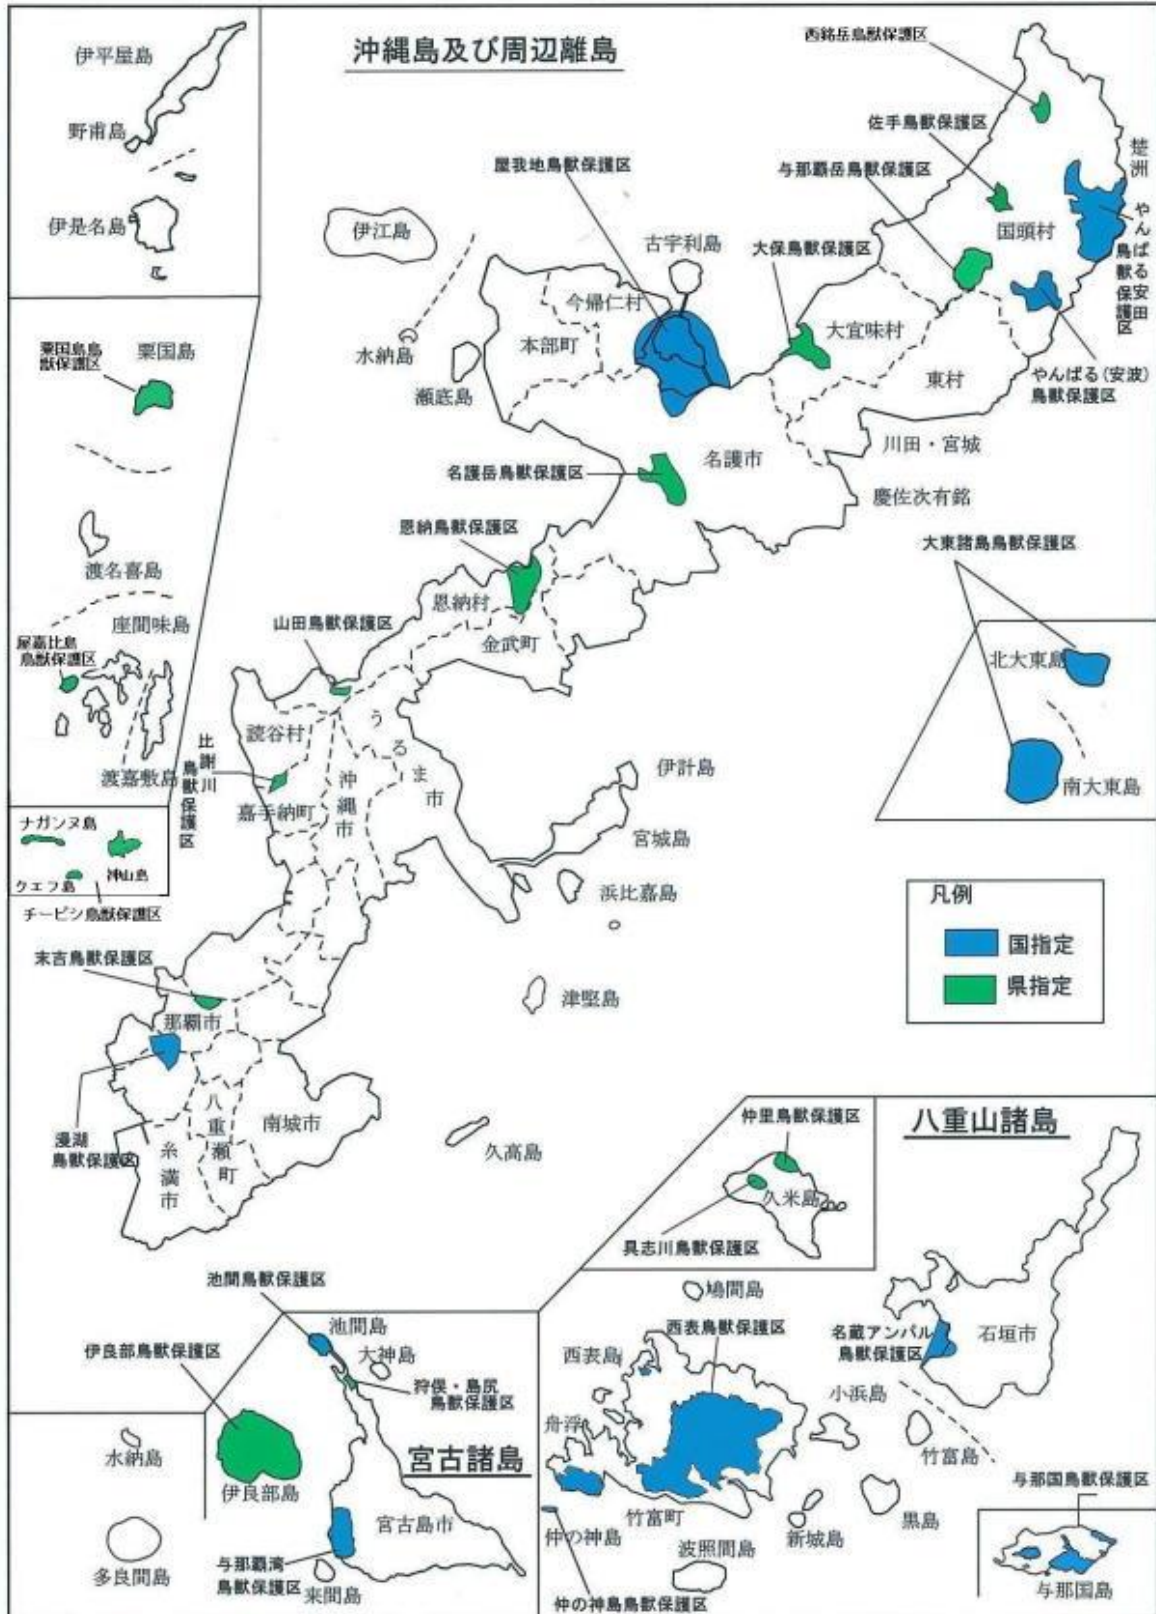 沖縄島及び周辺離島
伊平屋島
野甫島
伊是名島
西銘岳鳥獣保護区
佐手鳥獣保護区
与那覇岳鳥獣保護区
屋我地鳥獣保護区
大保鳥獣保護区
楚洲
やんばる(安田)
鳥獣保護区
国頭村
伊江島
古宇利島
今帰仁村
本部町
大宜味村
東村
やんばる(安波)
鳥獣保護区
水納島
瀬底島
粟国島鳥
獣保護区
粟国島
川田・宮城
名護市
名護岳鳥獣保護区
慶佐次有銘
恩納鳥獣保護区
大東諸島鳥獣保護区
渡名喜島
恩納村
金武町
山田鳥獣保護区
座間味島
屋嘉比島
鳥獣保護区
北大東島
南大東島
読谷村
うるま市
比謝川
鳥獣保護区
渡嘉敷島
嘉手納町
沖縄市
伊計島
宮城島
浜比嘉島
ナガンヌ島
クエフ島
神山島
チービシ鳥獣保護区
凡例
国指定
県指定
末吉鳥獣保護区
那覇市
津堅島
漫湖
鳥獣保護区
八重瀬町
南城市
糸満市
久高島
仲里鳥獣保護区
久米島
具志川鳥獣保護区
八重山諸島
池間鳥獣保護区
池間島
大神島
伊良部鳥獣保護区
狩俣・島尻
鳥獣保護区
鳩間島
西表鳥獣保護区
西表島
名蔵アンパル
鳥獣保護区
石垣市
小浜島
竹富島
舟浮
水納島
伊良部島
宮古諸島
宮古島市
多良間島
与那覇湾
鳥獣保護区
来間島
仲の神島
竹富町
波照間島
新城島
黒島
与那国鳥獣保護区
与那国島
仲の神島鳥獣保護区